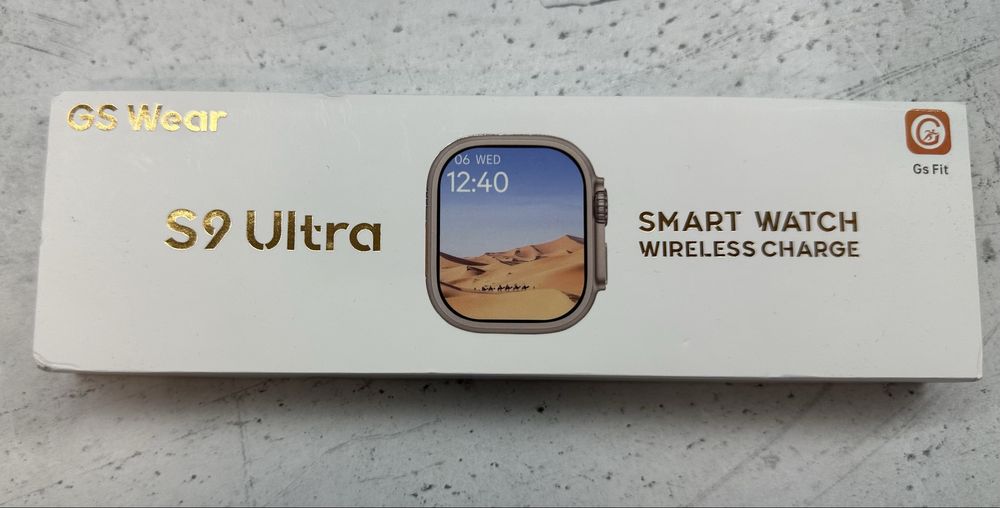 GS Wear
S9 Ultra
06 WED
12:40
SMART WATCH
WIRELESS CHARGE
G
Gs Fit